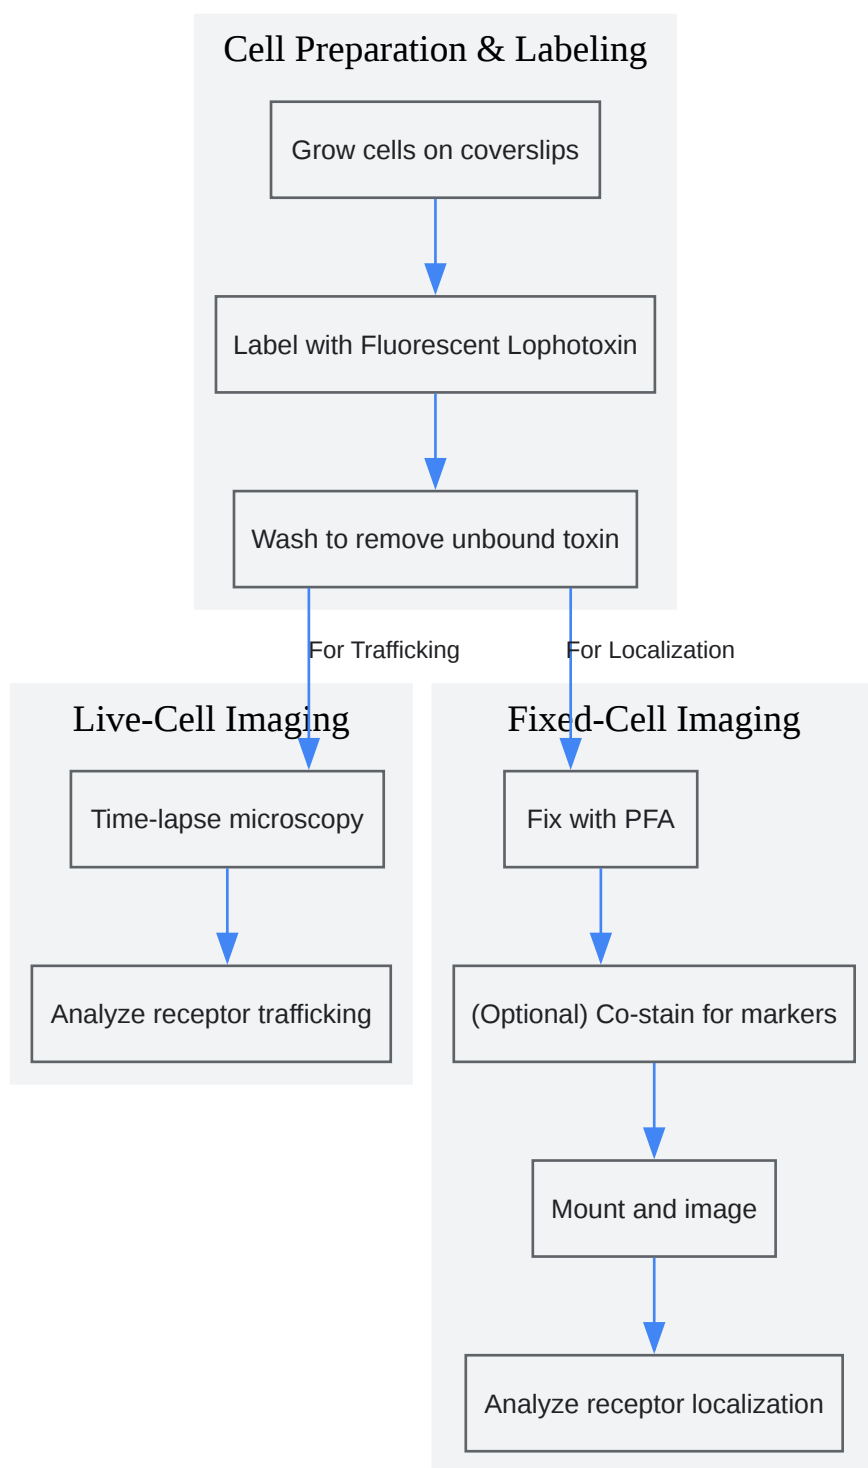 Cell Preparation & Labeling
Grow cells on coverslips
Label with Fluorescent Lophotoxin
Wash to remove unbound toxin
For Trafficking
For Localization
Live-Cell Imaging
Time-lapse microscopy
Analyze receptor trafficking
Fixed-Cell Imaging
Fix with PFA
(Optional) Co-stain for markers
Mount and image
Analyze receptor localization